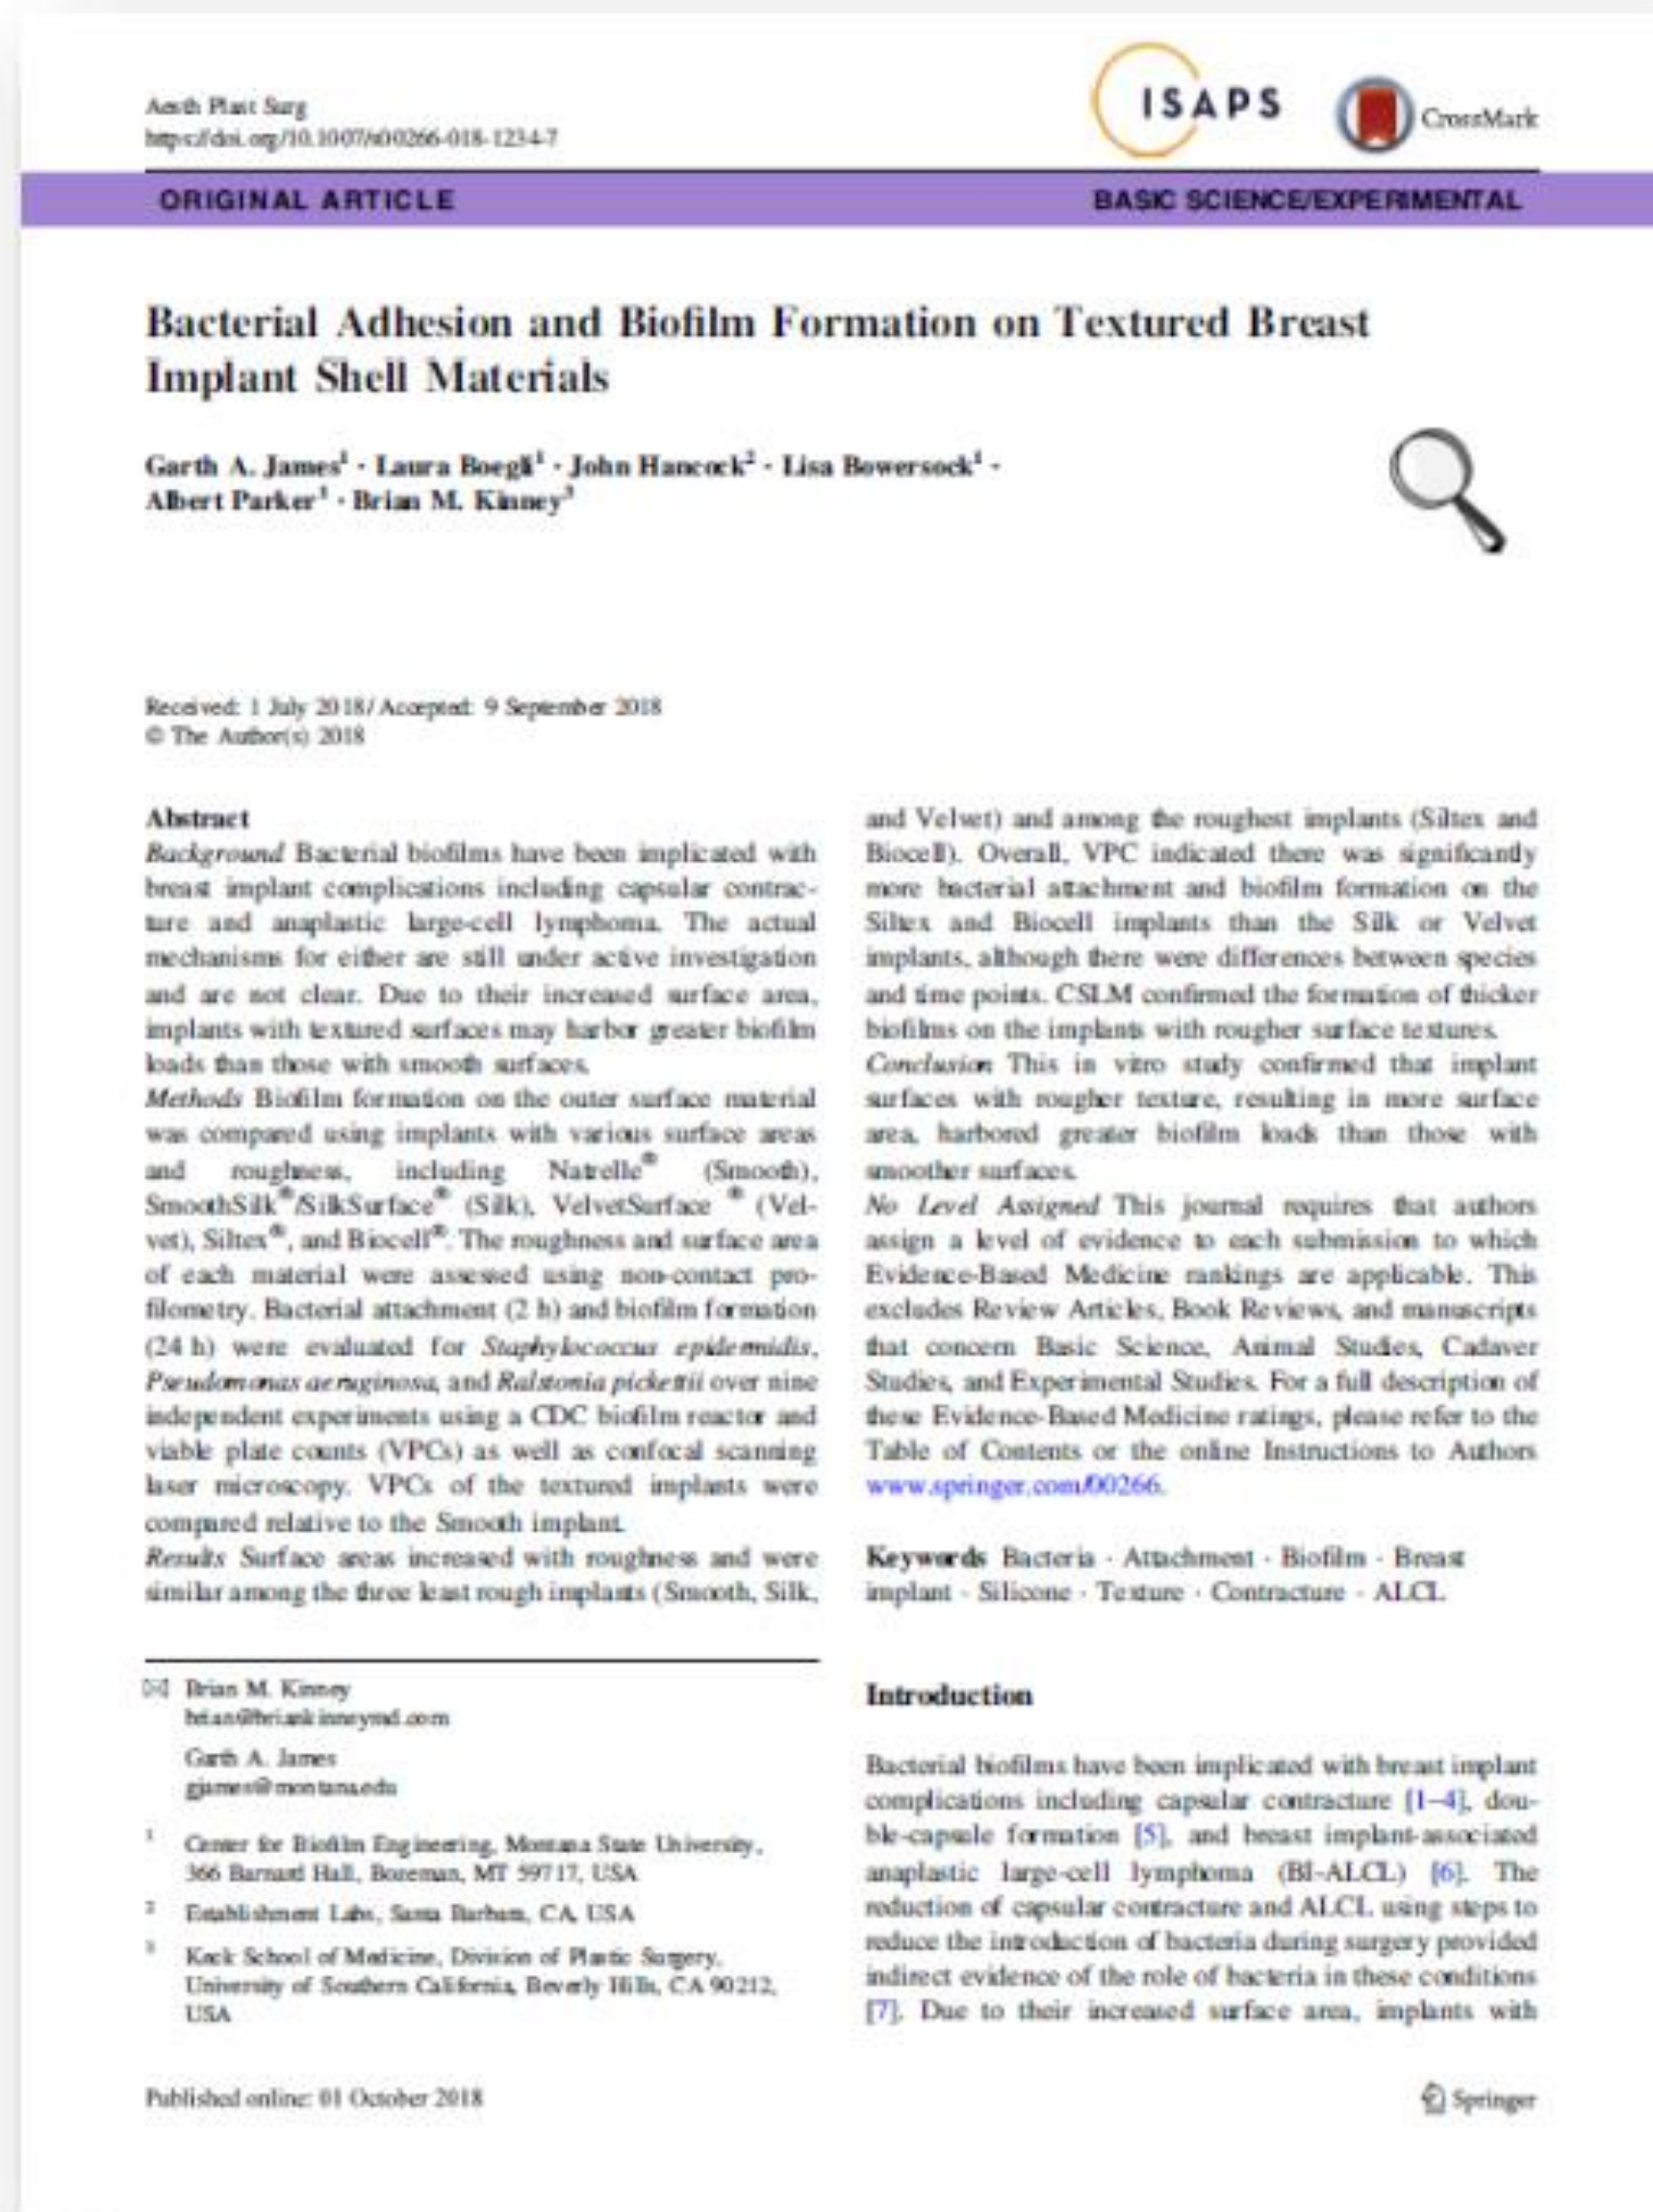 Aesth Plast Surg
https://doi.org/10.1007/s00266-018-1234-7
ISAPS
CrossMark
ORIGINAL ARTICLE
BASIC SCIENCE/EXPERIMENTAL
Bacterial Adhesion and Biofilm Formation on Textured Breast
Implant Shell Materials
Garth A. James¹ · Laura Boegli¹ · John Hancock² · Lisa Bowersock¹ ·
Albert Parker¹ · Brian M. Kinney³
Received: 1 July 2018 / Accepted: 9 September 2018
© The Author(s) 2018
Abstract
Background Bacterial biofilms have been implicated with
breast implant complications including capsular contrac-
ture and anaplastic large-cell lymphoma. The actual
mechanisms for either are still under active investigation
and are not clear. Due to their increased surface area,
implants with textured surfaces may harbor greater biofilm
loads than those with smooth surfaces.
Methods Biofilm formation on the outer surface material
was compared using implants with various surface areas
and roughness, including Natrelle® (Smooth),
SmoothSilk®/SilkSurface® (Silk), VelvetSurface ® (Vel-
vet), Siltex®, and Biocell®. The roughness and surface area
of each material were assessed using non-contact pro-
filometry. Bacterial attachment (2 h) and biofilm formation
(24 h) were evaluated for Staphylococcus epidermidis,
Pseudomonas aeruginosa, and Ralstonia pickettii over nine
independent experiments using a CDC biofilm reactor and
viable plate counts (VPCs) as well as confocal scanning
laser microscopy. VPCs of the textured implants were
compared relative to the Smooth implant.
Results Surface areas increased with roughness and were
similar among the three least rough implants (Smooth, Silk,
and Velvet) and among the roughest implants (Siltex and
Biocell). Overall, VPC indicated there was significantly
more bacterial attachment and biofilm formation on the
Siltex and Biocell implants than the Silk or Velvet
implants, although there were differences between species
and time points. CSLM confirmed the formation of thicker
biofilms on the implants with rougher surface textures.
Conclusion This in vitro study confirmed that implant
surfaces with rougher texture, resulting in more surface
area, harbored greater biofilm loads than those with
smoother surfaces.
No Level Assigned This journal requires that authors
assign a level of evidence to each submission to which
Evidence-Based Medicine rankings are applicable. This
excludes Review Articles, Book Reviews, and manuscripts
that concern Basic Science, Animal Studies, Cadaver
Studies, and Experimental Studies. For a full description of
these Evidence-Based Medicine ratings, please refer to the
Table of Contents or the online Instructions to Authors
www.springer.com/00266.
Keywords Bacteria · Attachment · Biofilm · Breast
implant · Silicone · Texture · Contracture · ALCL
Brian M. Kinney
brian@briankinneymd.com
Garth A. James
gjames@montana.edu
1 Center for Biofilm Engineering, Montana State University,
366 Barnard Hall, Bozeman, MT 59717, USA
2 Establishment Labs, Santa Barbara, CA, USA
3 Keck School of Medicine, Division of Plastic Surgery,
University of Southern California, Beverly Hills, CA 90212,
USA
Introduction
Bacterial biofilms have been implicated with breast implant
complications including capsular contracture [1–4], dou-
ble-capsule formation [5], and breast implant-associated
anaplastic large-cell lymphoma (BI-ALCL) [6]. The
reduction of capsular contracture and ALCL using steps to
reduce the introduction of bacteria during surgery provided
indirect evidence of the role of bacteria in these conditions
[7]. Due to their increased surface area, implants with
Published online: 01 October 2018
Springer